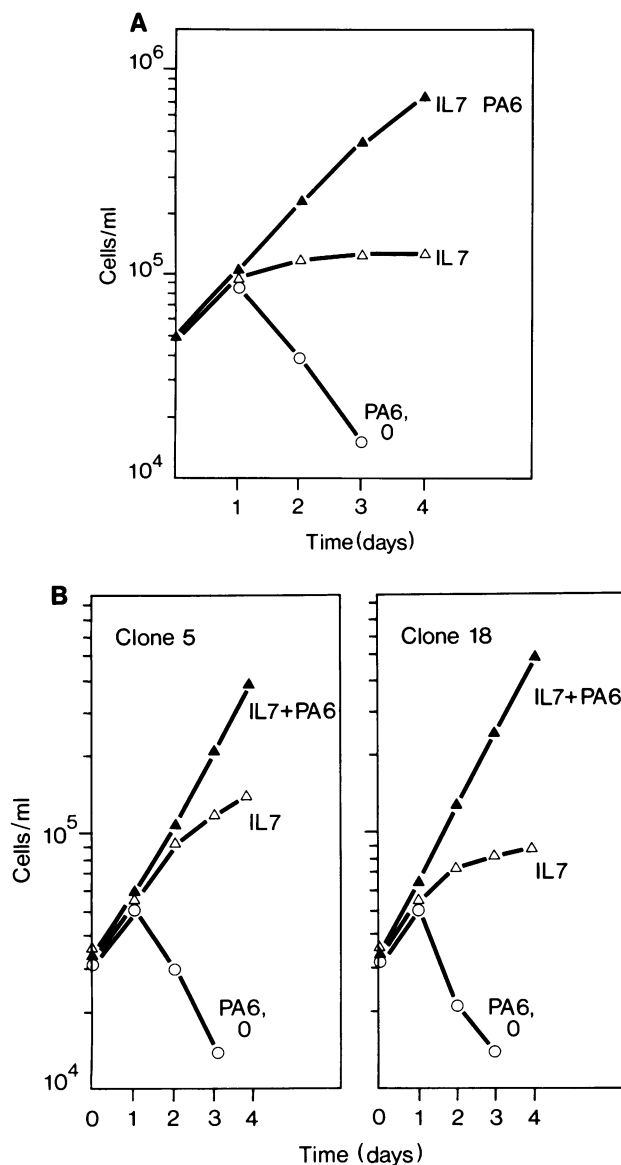 A
10^6
IL7 PA6
Cells/ml
10^5
IL7
PA6,
0
10^4
1 2 3 4
Time (days)
B
Clone 5
Clone 18
IL7+PA6
IL7+PA6
IL7
IL7
Cells/ml
10^5
PA6,
0
PA6,
0
10^4
0 1 2 3 4
0 1 2 3 4
Time (days)